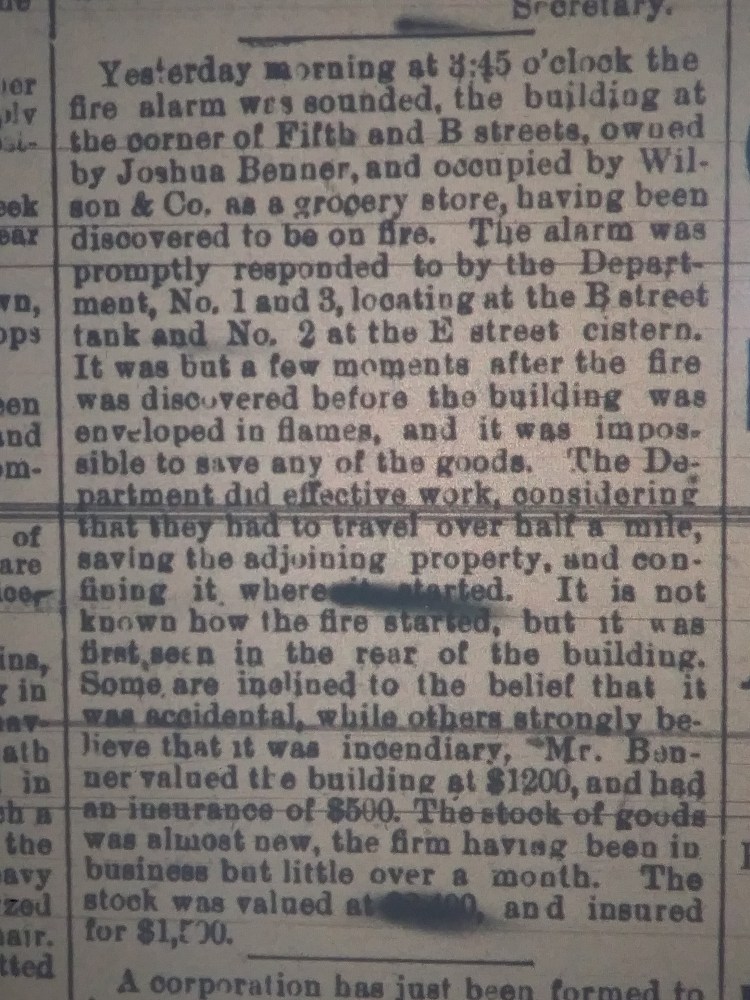 Secretary.
Yesterday morning at 3:45 o'clock the
fire alarm was sounded, the building at
the corner of Fifth and B streets, owned
by Joshua Benner, and occupied by Wil-
son & Co. as a grocery store, having been
discovered to be on fire. The alarm was
promptly responded to by the Depart-
ment, No. 1 and 3, locating at the B street
tank and No. 2 at the E street cistern.
It was but a few moments after the fire
was discovered before the building was
enveloped in flames, and it was impos-
sible to save any of the goods. The De-
partment did effective work, considering
that they had to travel over half a mile,
saving the adjoining property, and con-
fining it where it started. It is not
known how the fire started, but it was
first seen in the rear of the building.
Some are inclined to the belief that it
was accidental, while others strongly be-
lieve that it was incendiary, Mr. Ben-
ner valued the building at $1200, and had
an insurance of $500. The stock of goods
was almost new, the firm having been in
business but little over a month. The
stock was valued at and insured
for
A corporation has just been formed to